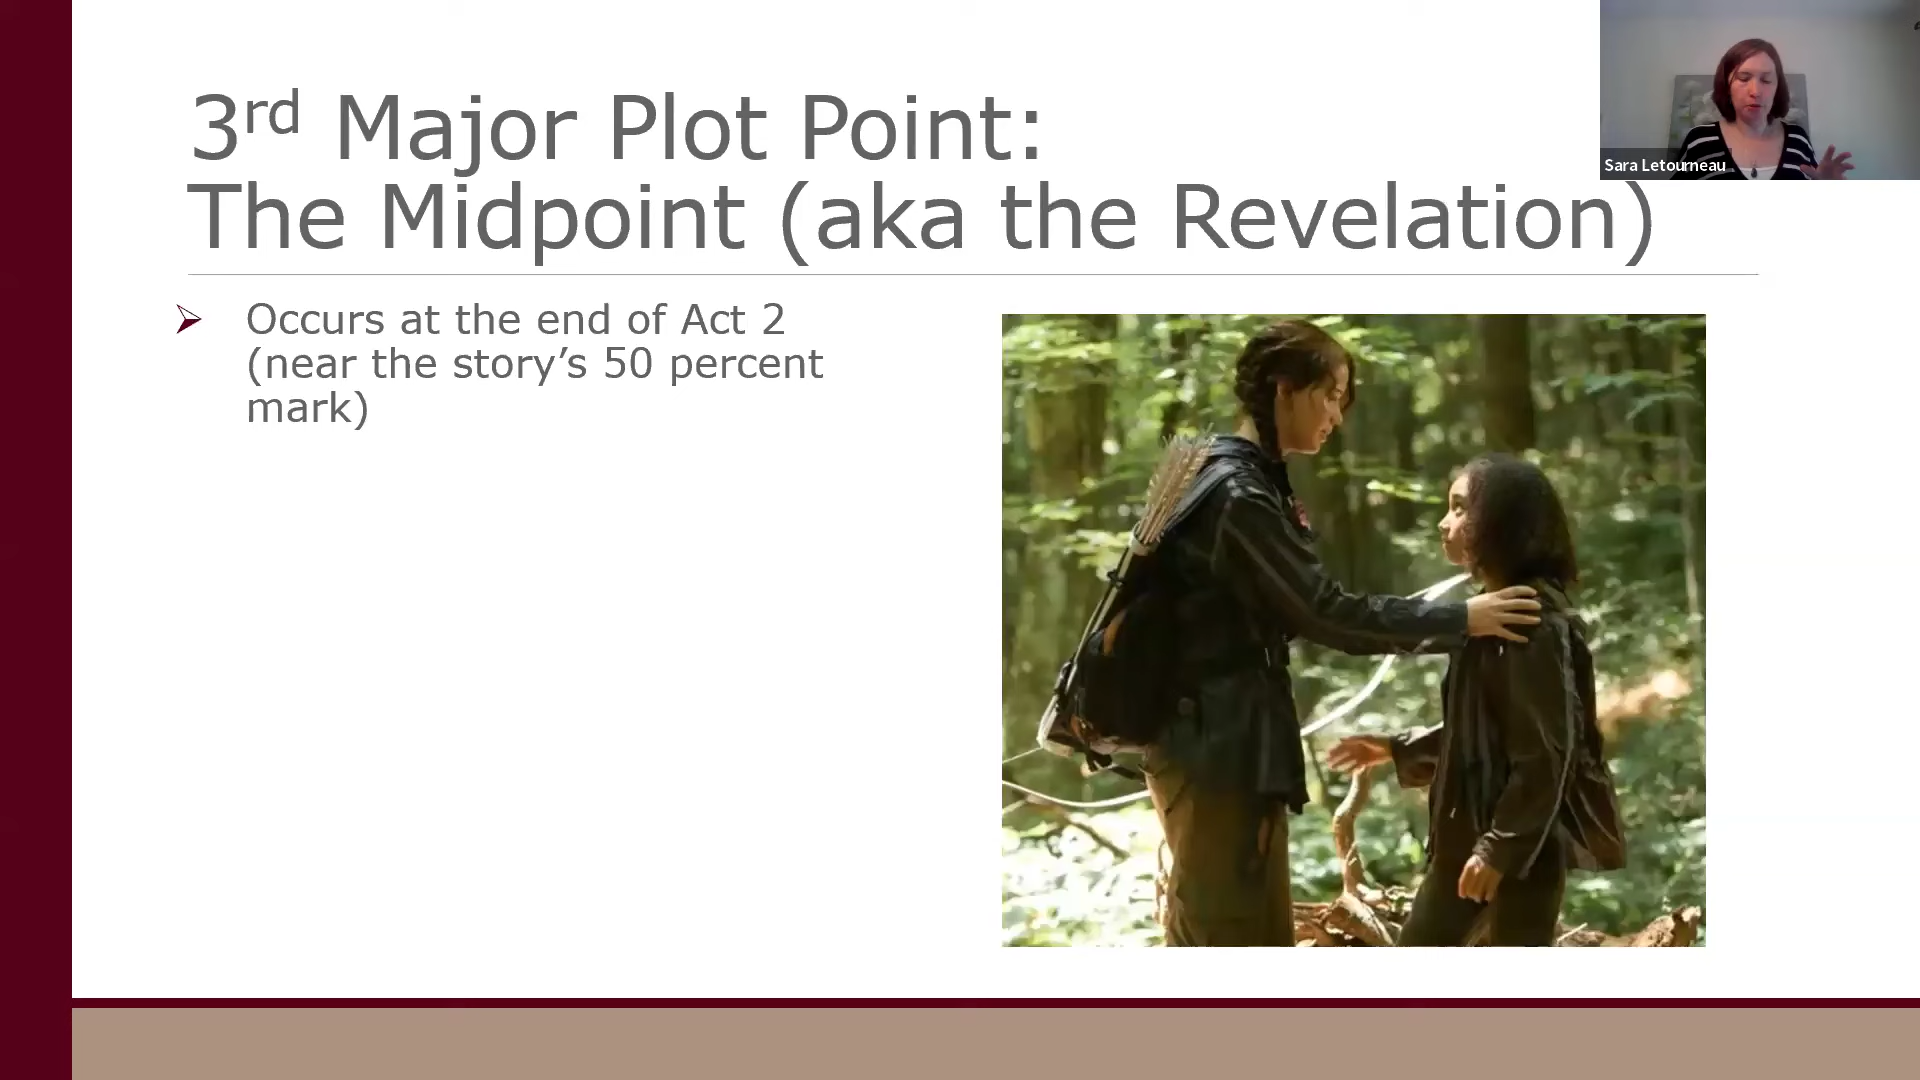 3rd Major Plot Point:
The Midpoint (aka the Revelation)
Sara Letourneau
Occurs at the end of Act 2
(near the story’s 50 percent
mark)